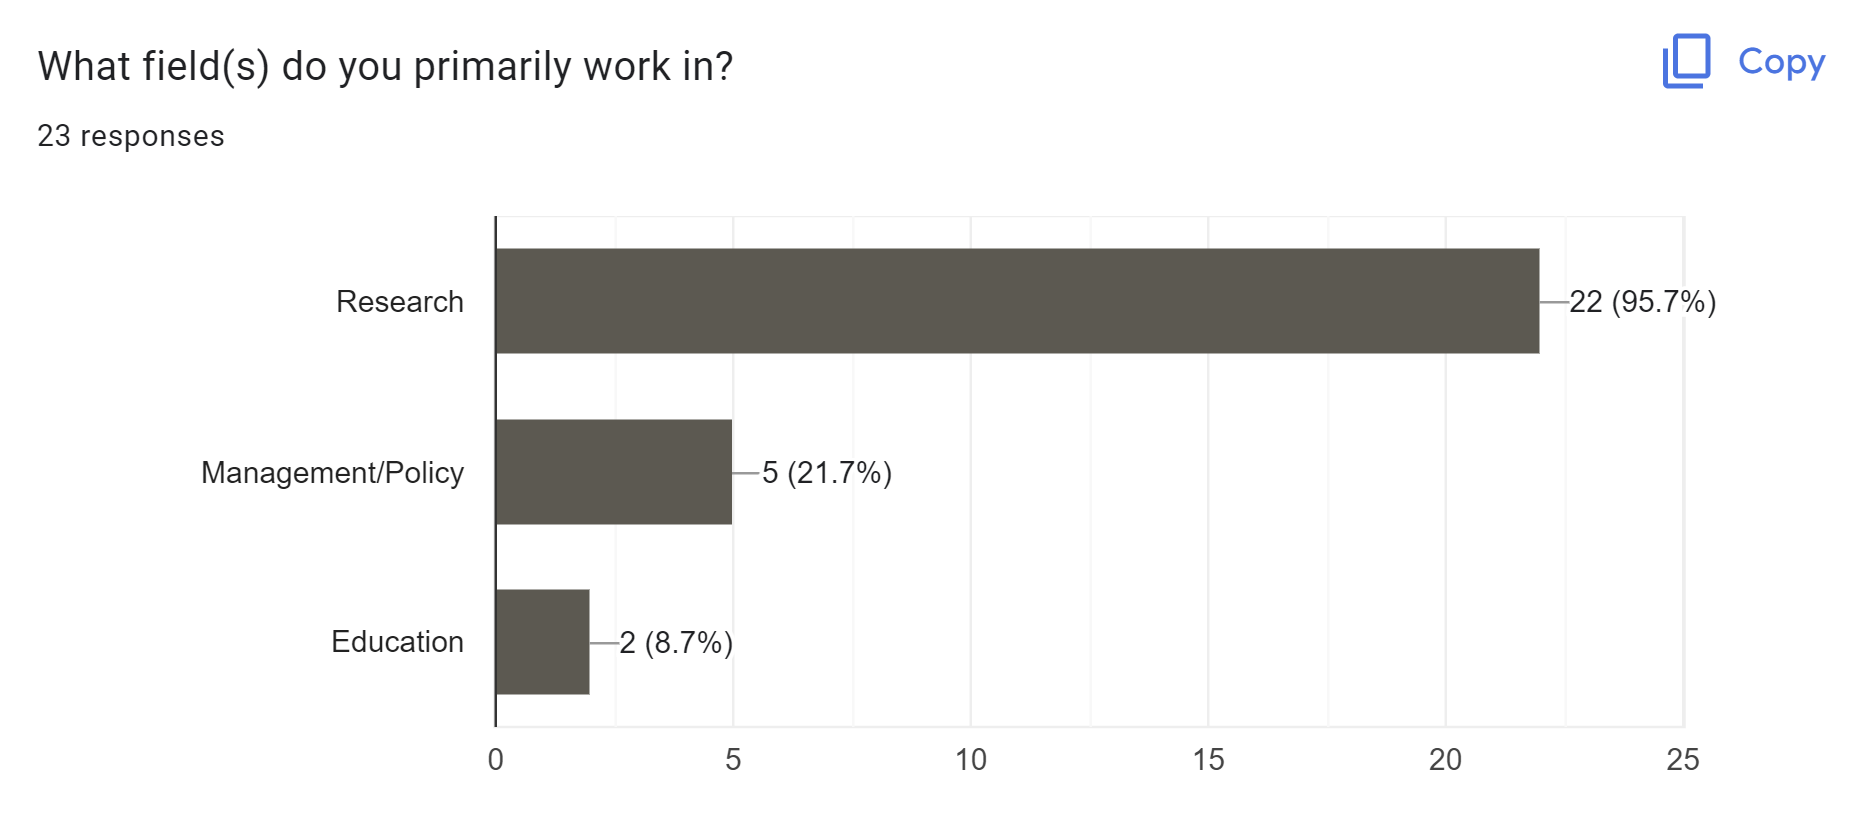 What field(s) do you primarily work in?
Copy
23 responses
Research
22 (95.7%)
Management/Policy
5 (21.7%)
Education
2 (8.7%)
0 5 10 15 20 25